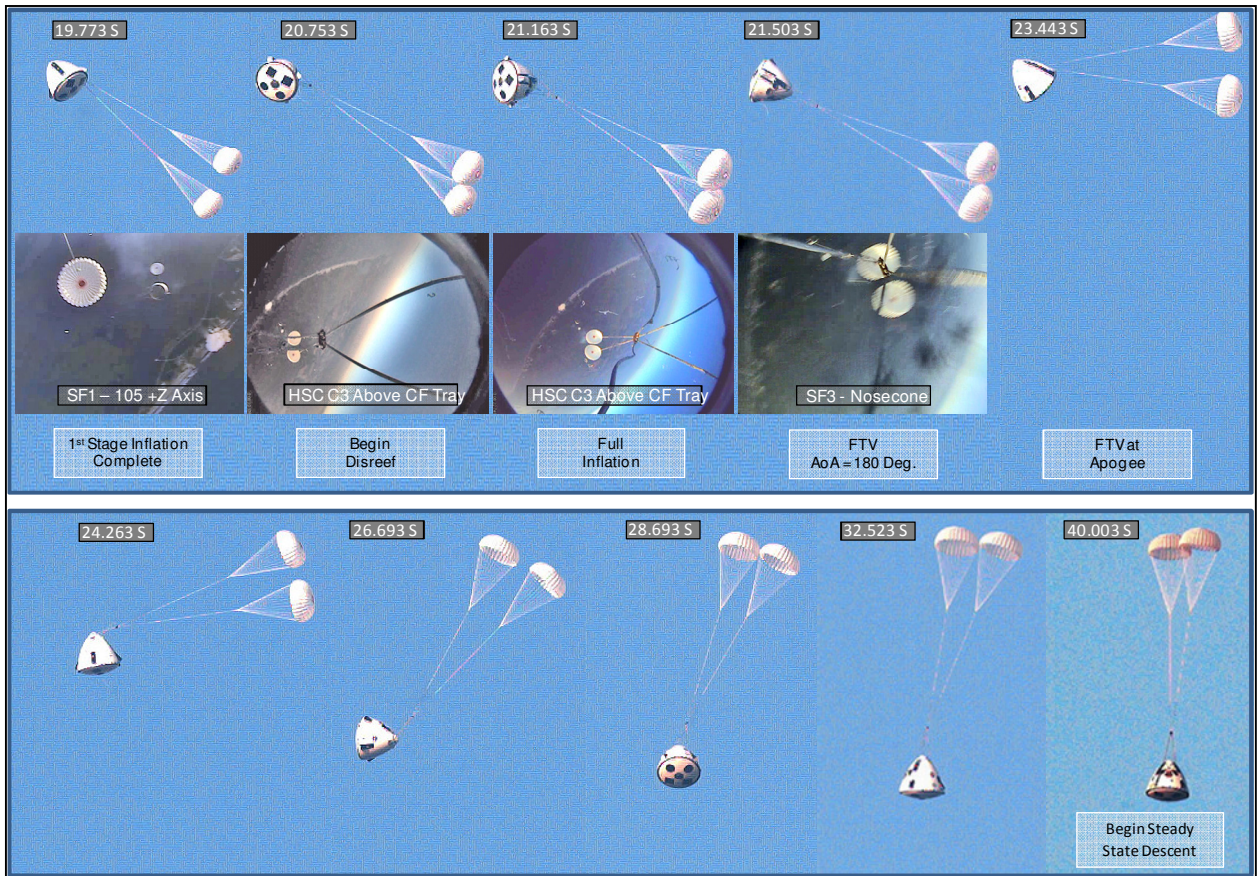 19.773 S
20.753 S
21.163 S
21.503 S
23.443 S
SF1 – 105 +Z Axis
HSC C3 Above CF Tray
HSC C3 Above CF Tray
SF3 - Nosecone
1st Stage Inflation
Complete
Begin
Disreef
Full
Inflation
FTV
AoA = 180 Deg.
FTV at
Apogee
24.263 S
26.693 S
28.693 S
32.523 S
40.003 S
Begin Steady
State Descent